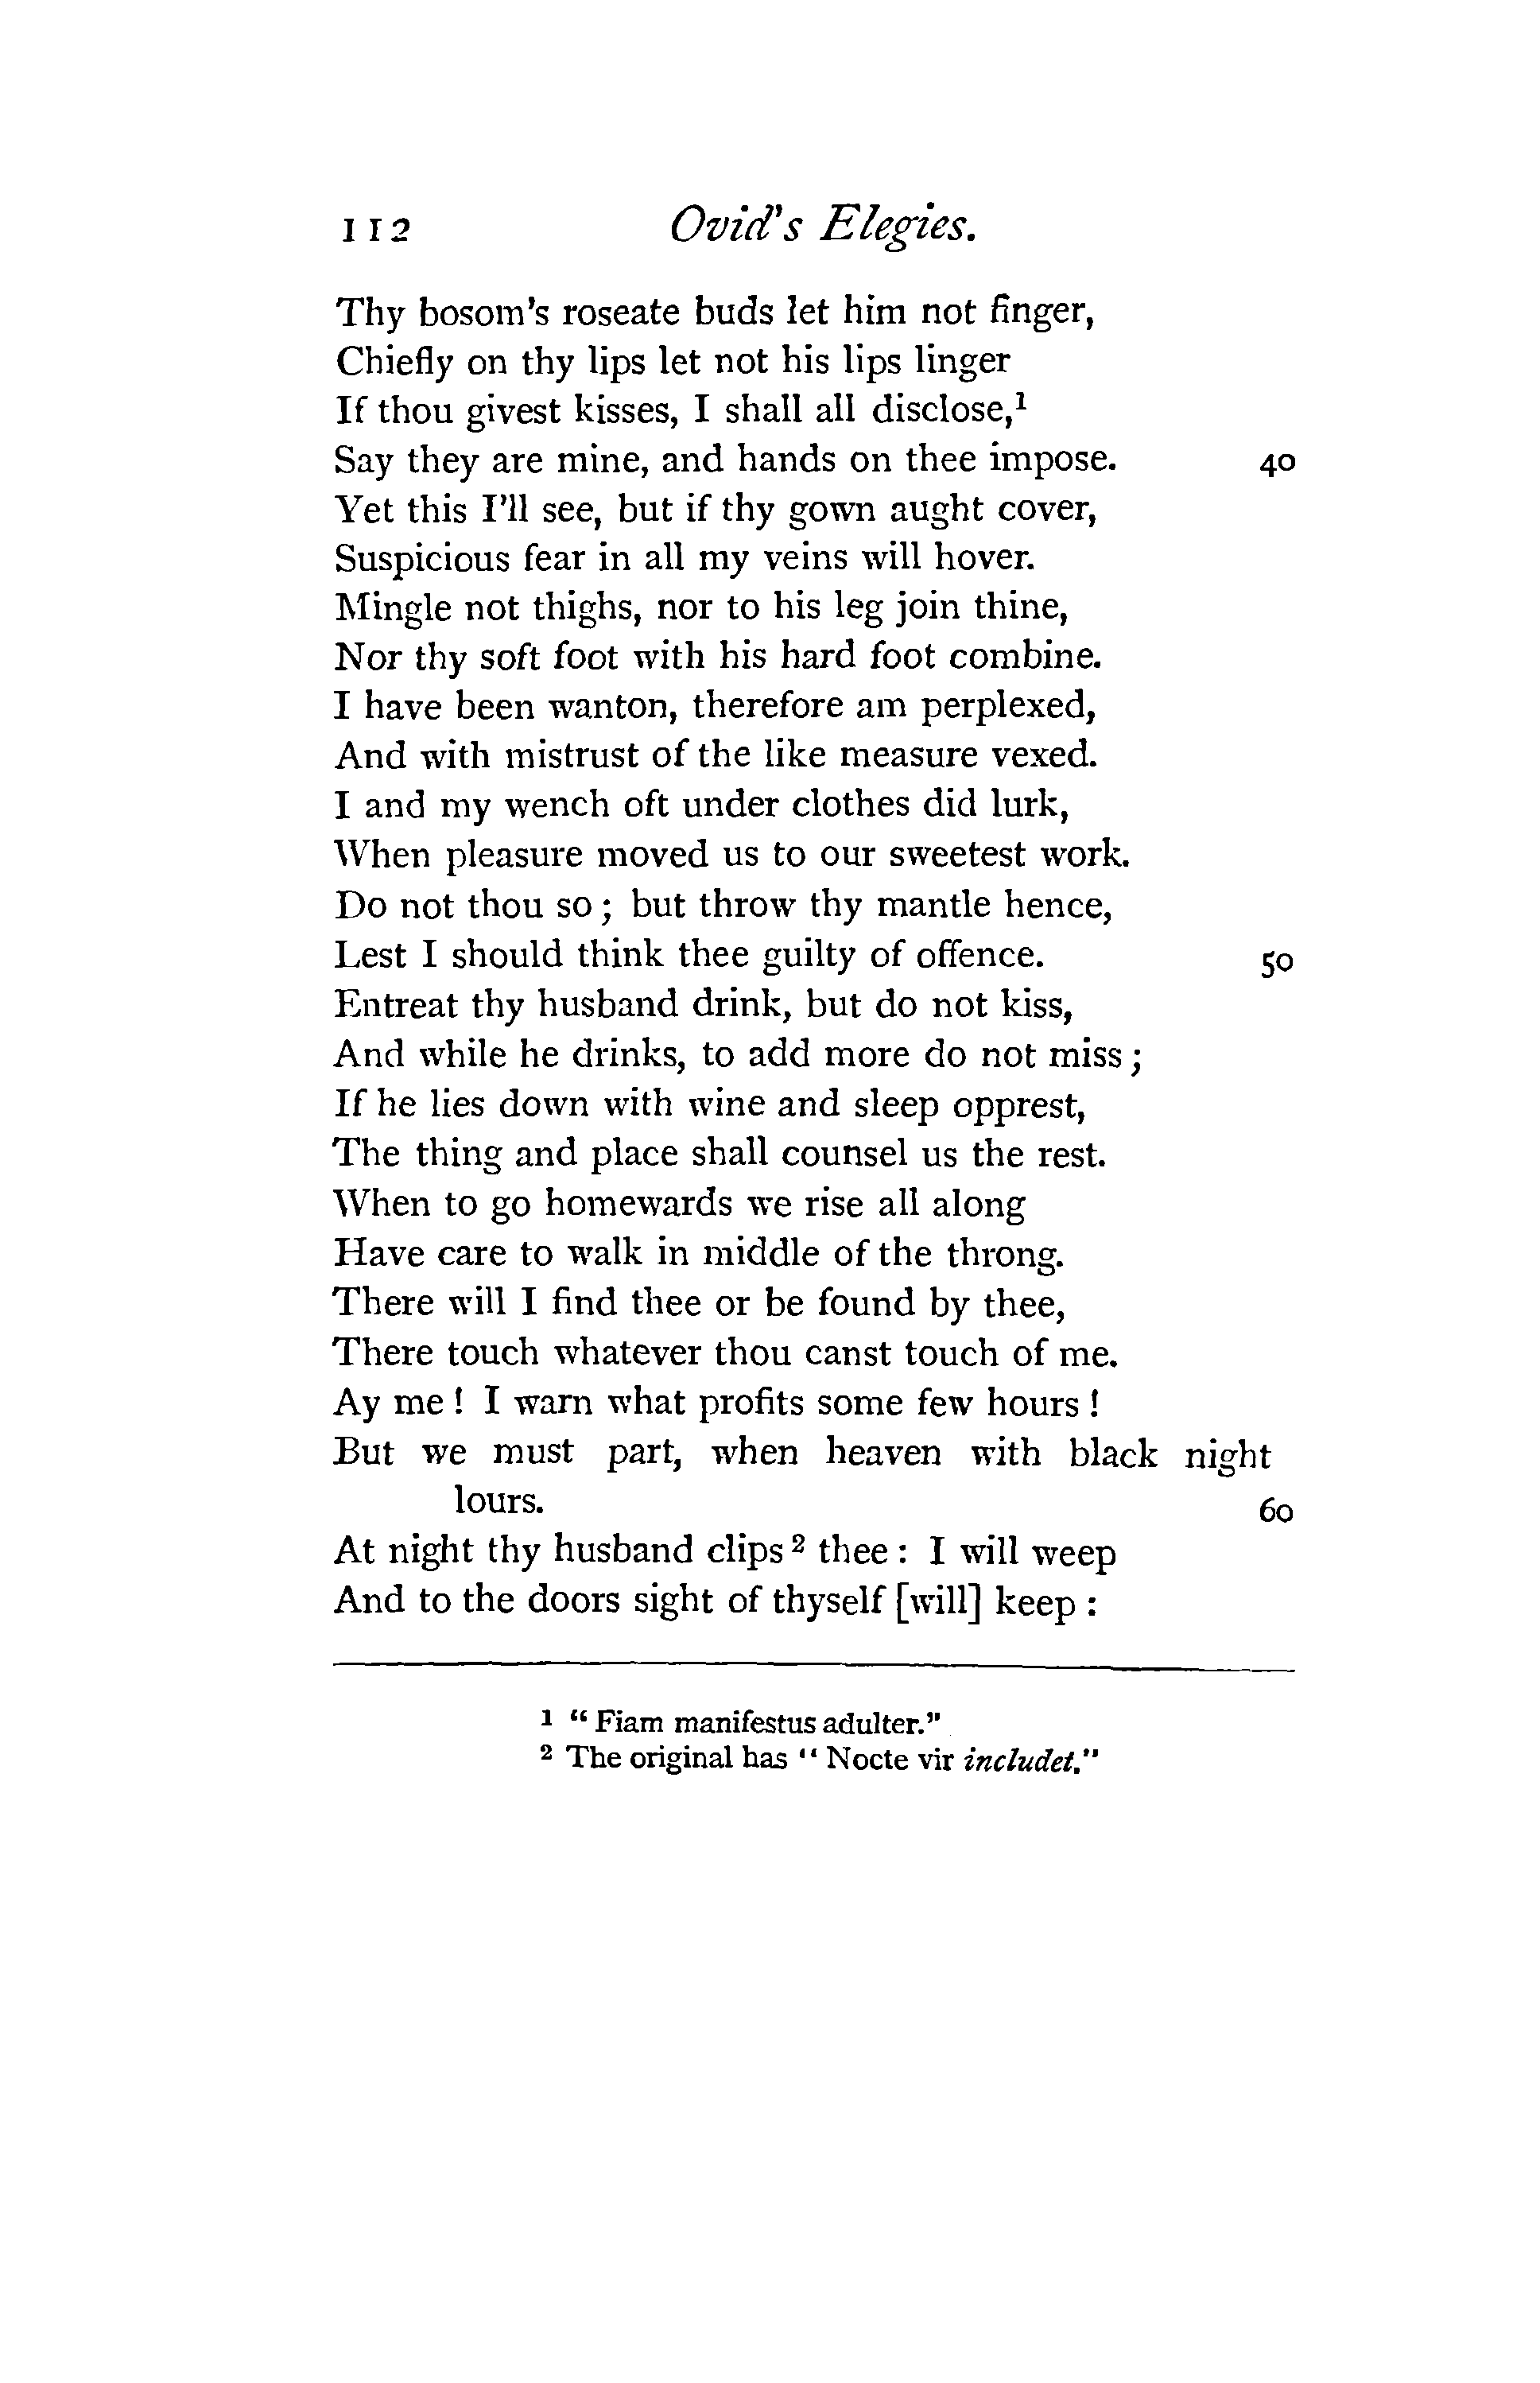 112 Ovid's Elegies.
Thy bosom's roseate buds let him not finger,
Chiefly on thy lips let not his lips linger
If thou givest kisses, I shall all disclose,¹
Say they are mine, and hands on thee impose. 40
Yet this I'll see, but if thy gown aught cover,
Suspicious fear in all my veins will hover.
Mingle not thighs, nor to his leg join thine,
Nor thy soft foot with his hard foot combine.
I have been wanton, therefore am perplexed,
And with mistrust of the like measure vexed.
I and my wench oft under clothes did lurk,
When pleasure moved us to our sweetest work.
Do not thou so; but throw thy mantle hence,
Lest I should think thee guilty of offence. 50
Entreat thy husband drink, but do not kiss,
And while he drinks, to add more do not miss;
If he lies down with wine and sleep opprest,
The thing and place shall counsel us the rest.
When to go homewards we rise all along
Have care to walk in middle of the throng.
There will I find thee or be found by thee,
There touch whatever thou canst touch of me.
Ay me! I warn what profits some few hours!
But we must part, when heaven with black night
lours. 60
At night thy husband clips² thee: I will weep
And to the doors sight of thyself [will] keep:
¹ "Fiam manifestus adulter."
² The original has "Nocte vir includet."